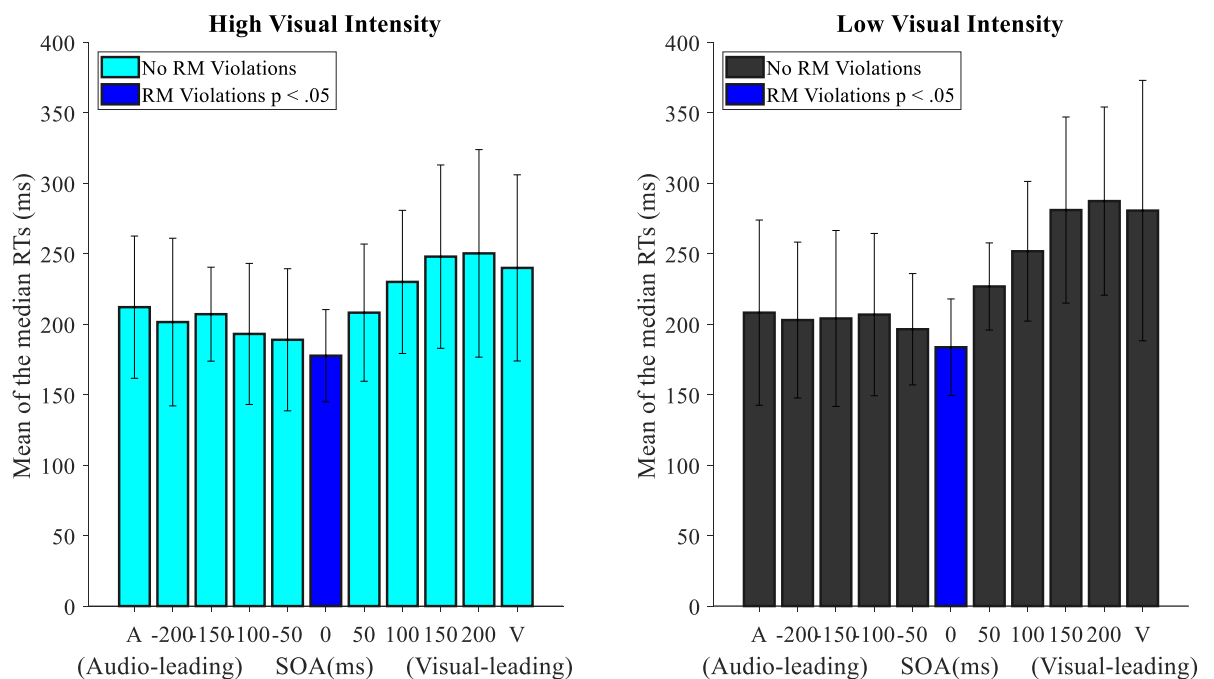 High Visual Intensity
400
350
300
250
200
150
100
50
0
Mean of the median RTs (ms)
No RM Violations
RM Violations p < .05
A -200 -150 -100 -50 0 50 100 150 200 V
(Audio-leading) SOA(ms) (Visual-leading)
Low Visual Intensity
400
350
300
250
200
150
100
50
0
Mean of the median RTs (ms)
No RM Violations
RM Violations p < .05
A -200 -150 -100 -50 0 50 100 150 200 V
(Audio-leading) SOA(ms) (Visual-leading)